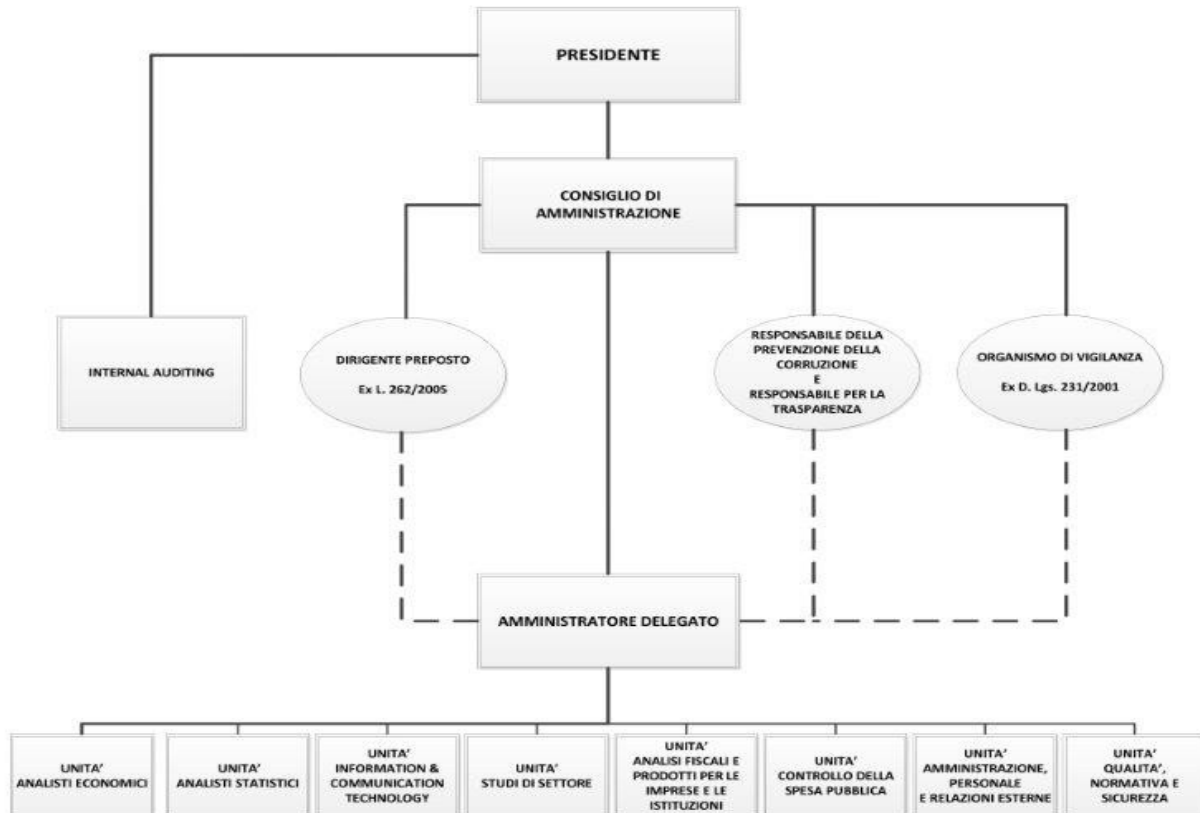 PRESIDENTE
CONSIGLIO DI
AMMINISTRAZIONE
INTERNAL AUDITING
DIRIGENTE PREPOSTO
Ex L. 262/2005
RESPONSABILE DELLA
PREVENZIONE DELLA
CORRUZIONE
E
RESPONSABILE PER LA
TRASPARENZA
ORGANISMO DI VIGILANZA
Ex D. Lgs. 231/2001
AMMINISTRATORE DELEGATO
UNITA'
ANALISTI ECONOMICI
UNITA'
ANALISTI STATISTICI
UNITA'
INFORMATION &
COMMUNICATION
TECHNOLOGY
UNITA'
STUDI DI SETTORE
UNITA'
ANALISI FISCALI E
PRODOTTI PER LE
IMPRESE E LE
ISTITUZIONI
UNITA'
CONTROLLO DELLA
SPESA PUBBLICA
UNITA'
AMMINISTRAZIONE,
PERSONALE
E RELAZIONI ESTERNE
UNITA'
QUALITA',
NORMATIVA E
SICUREZZA